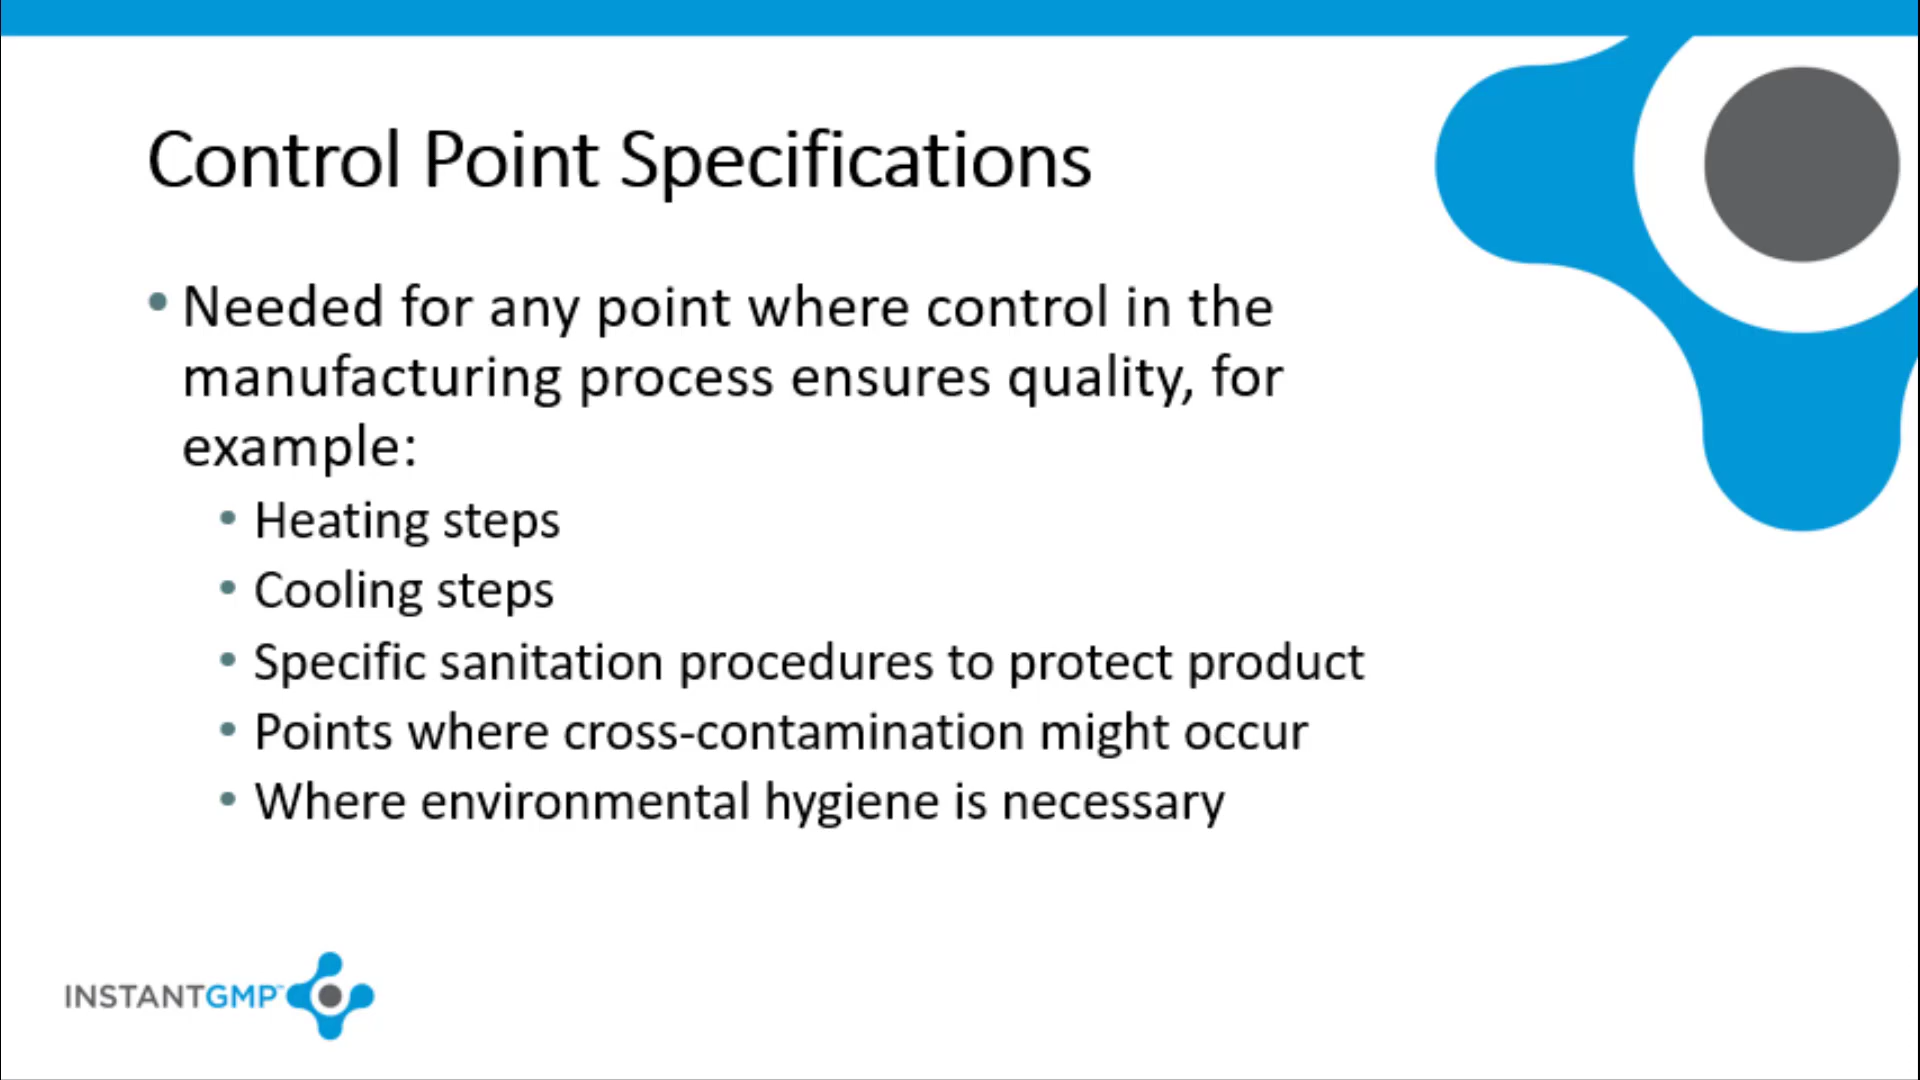 Control Point Specifications
• Needed for any point where control in the
manufacturing process ensures quality, for
example:
• Heating steps
• Cooling steps
• Specific sanitation procedures to protect product
• Points where cross-contamination might occur
• Where environmental hygiene is necessary
INSTANTGMP™